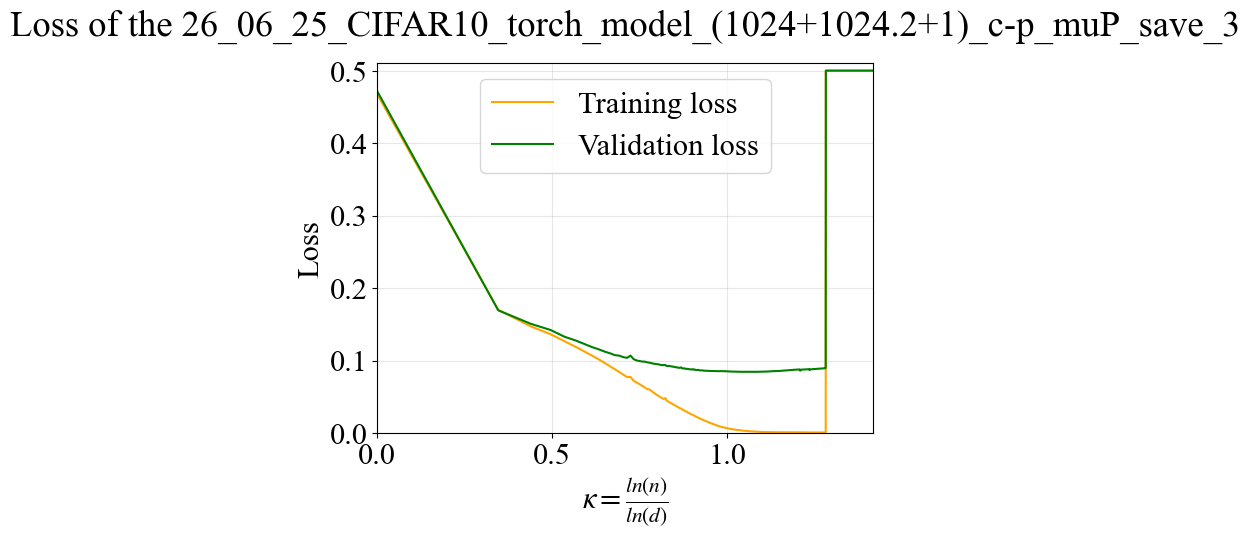 Loss of the 26_06_25_CIFAR10_torch_model_(1024+1024.2+1)_c-p_muP_save_3
0.5
0.4
0.3
0.2
0.1
0.0
Loss
Training loss
Validation loss
0.0 0.5 1.0
κ = ln(n)/ln(d)